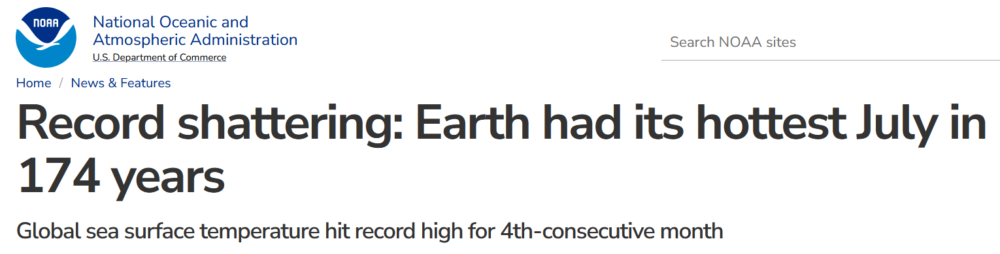 NOAA
National Oceanic and
Atmospheric Administration
U.S. Department of Commerce
Search NOAA sites
Home / News & Features
Record shattering: Earth had its hottest July in
174 years
Global sea surface temperature hit record high for 4th-consecutive month